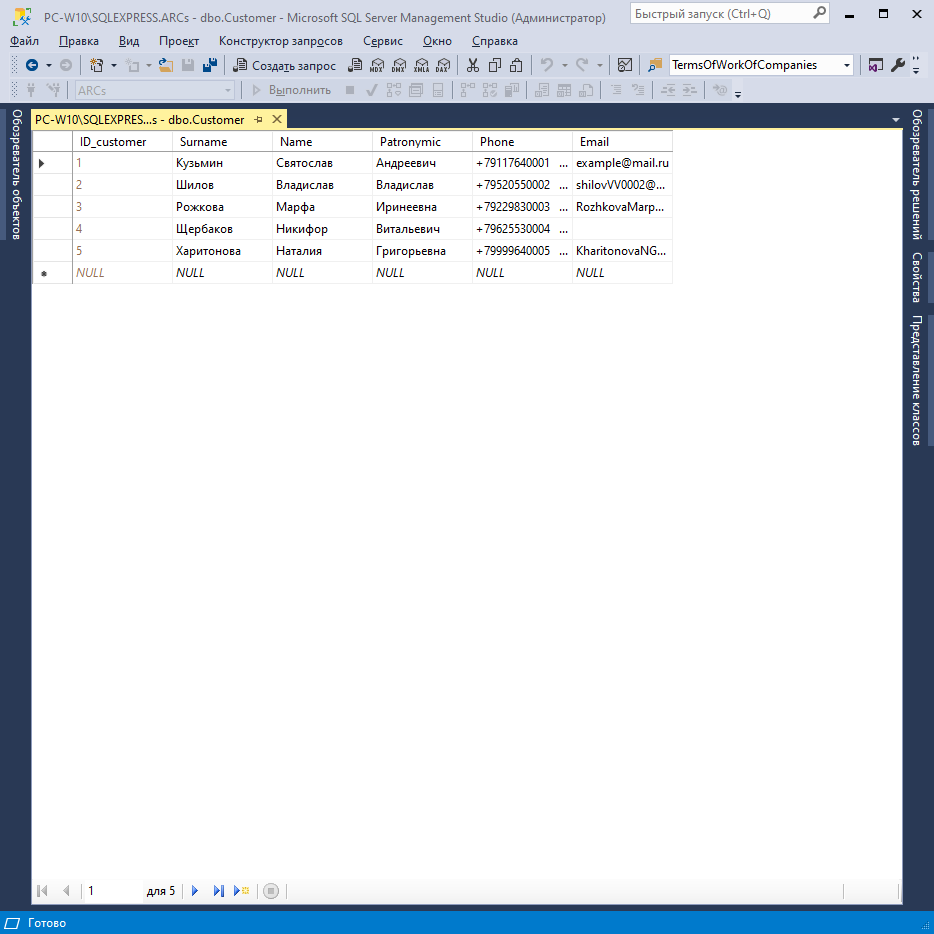 PC-W10\SQLEXPRESS.ARCs - dbo.Customer - Microsoft SQL Server Management Studio (Администратор)
Быстрый запуск (Ctrl+Q)
Файл Правка Вид Проект Конструктор запросов Сервис Окно Справка
Создать запрос MDX DMX XMLA DAX TermsOfWorkOfCompanies
ARCs Выполнить
PC-W10\SQLEXPRES...s - dbo.Customer
Обозреватель объектов
ID_customer Surname Name Patronymic Phone Email
1 Кузьмин Святослав Андреевич +79117640001 ... example@mail.ru
2 Шилов Владислав Владислав +79520550002 ... shilovVV0002@...
3 Рожкова Марфа Иринеевна +79229830003 ... RozhkovaMarp...
4 Щербаков Никифор Витальевич +79625530004 ...
5 Харитонова Наталия Григорьевна +79999640005 ... KharitonovaNG...
NULL NULL NULL NULL NULL NULL
Обозреватель решений
Свойства
Представление классов
1 для 5
Готово